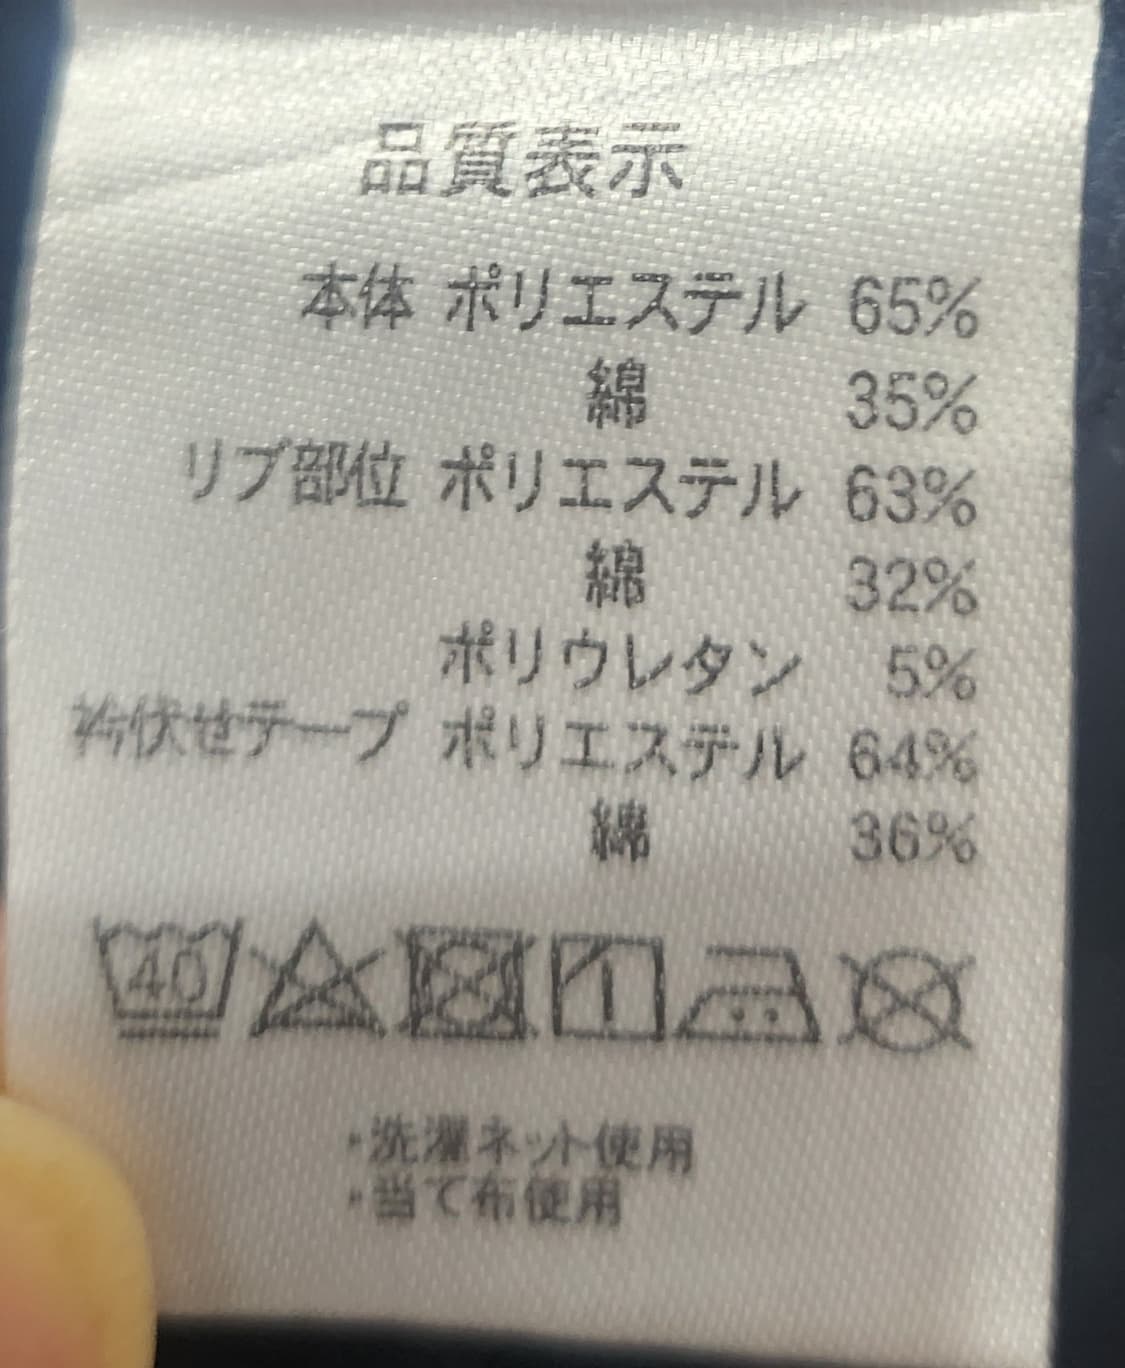 品質表示
本体 ポリエステル 65%
綿 35%
リブ部位 ポリエステル 63%
綿 32%
ポリウレタン 5%
衿伏せテープ ポリエステル 64%
綿 36%
40
・洗濯ネット使用
・当て布使用